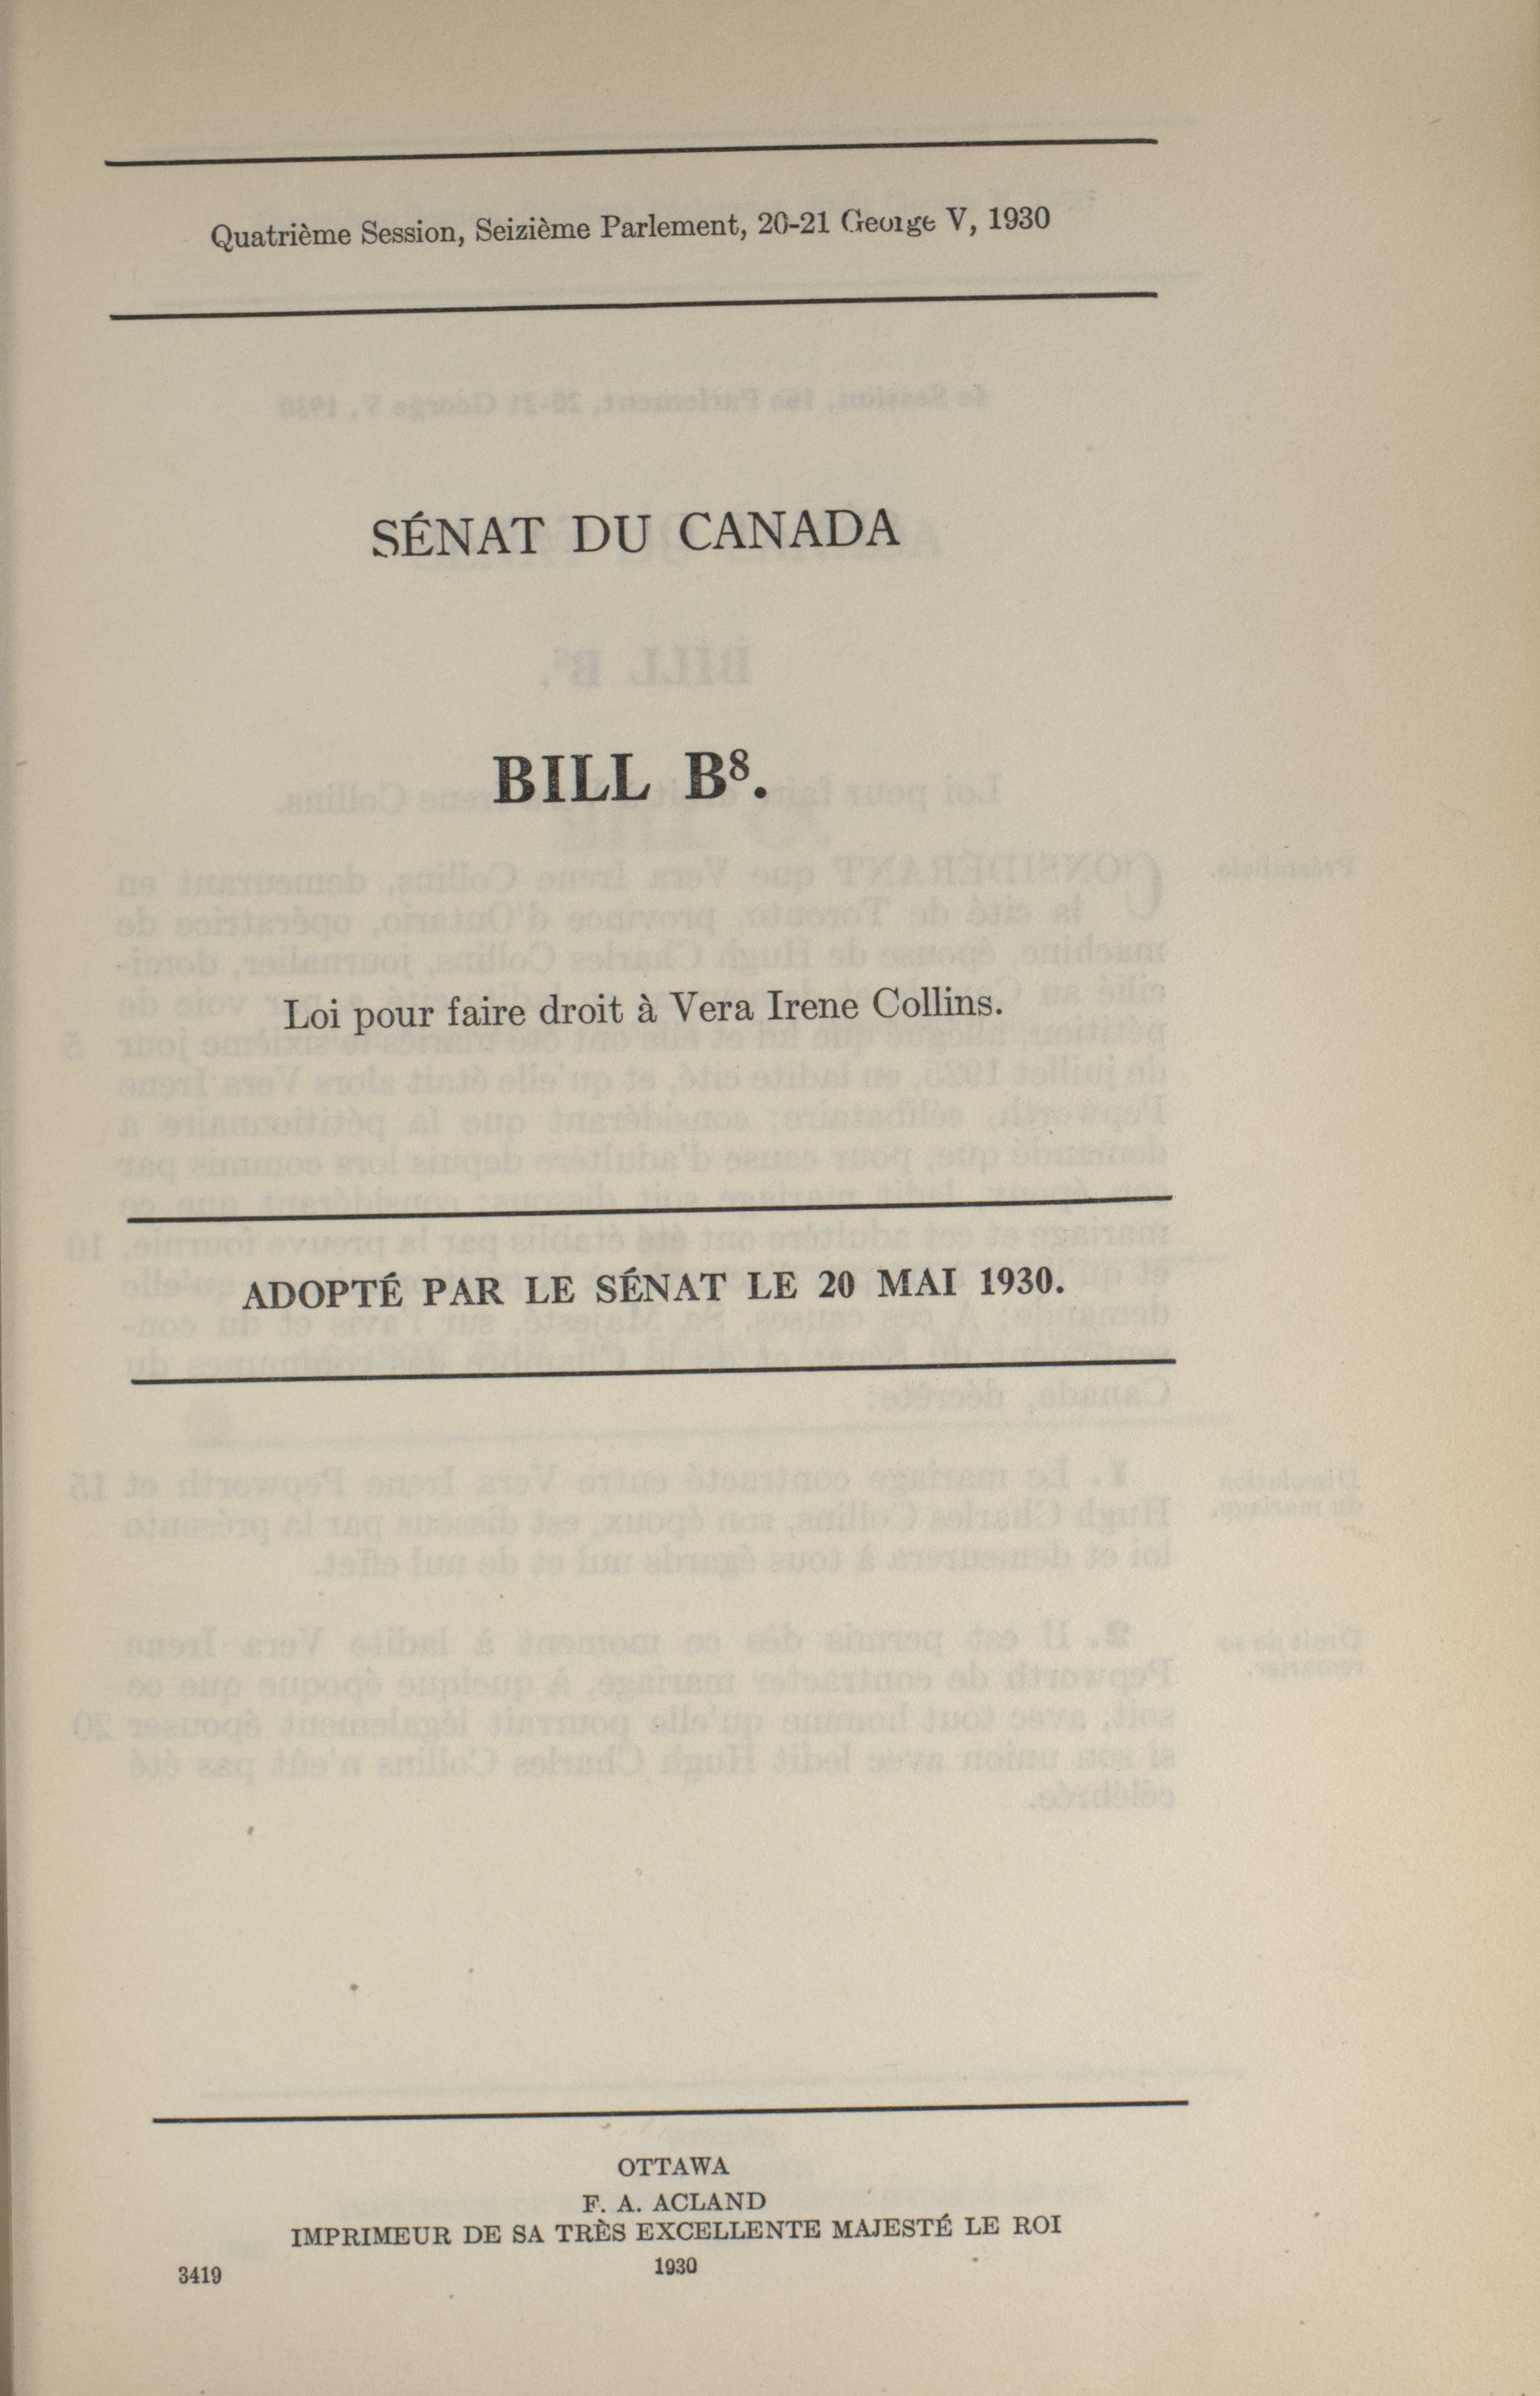 Quatrième Session, Seizième Parlement, 20-21 George V, 1930
SÉNAT DU CANADA
BILL B⁸.
Loi pour faire droit à Vera Irene Collins.
ADOPTÉ PAR LE SÉNAT LE 20 MAI 1930.
OTTAWA
F. A. ACLAND
IMPRIMEUR DE SA TRÈS EXCELLENTE MAJESTÉ LE ROI
1930
3419